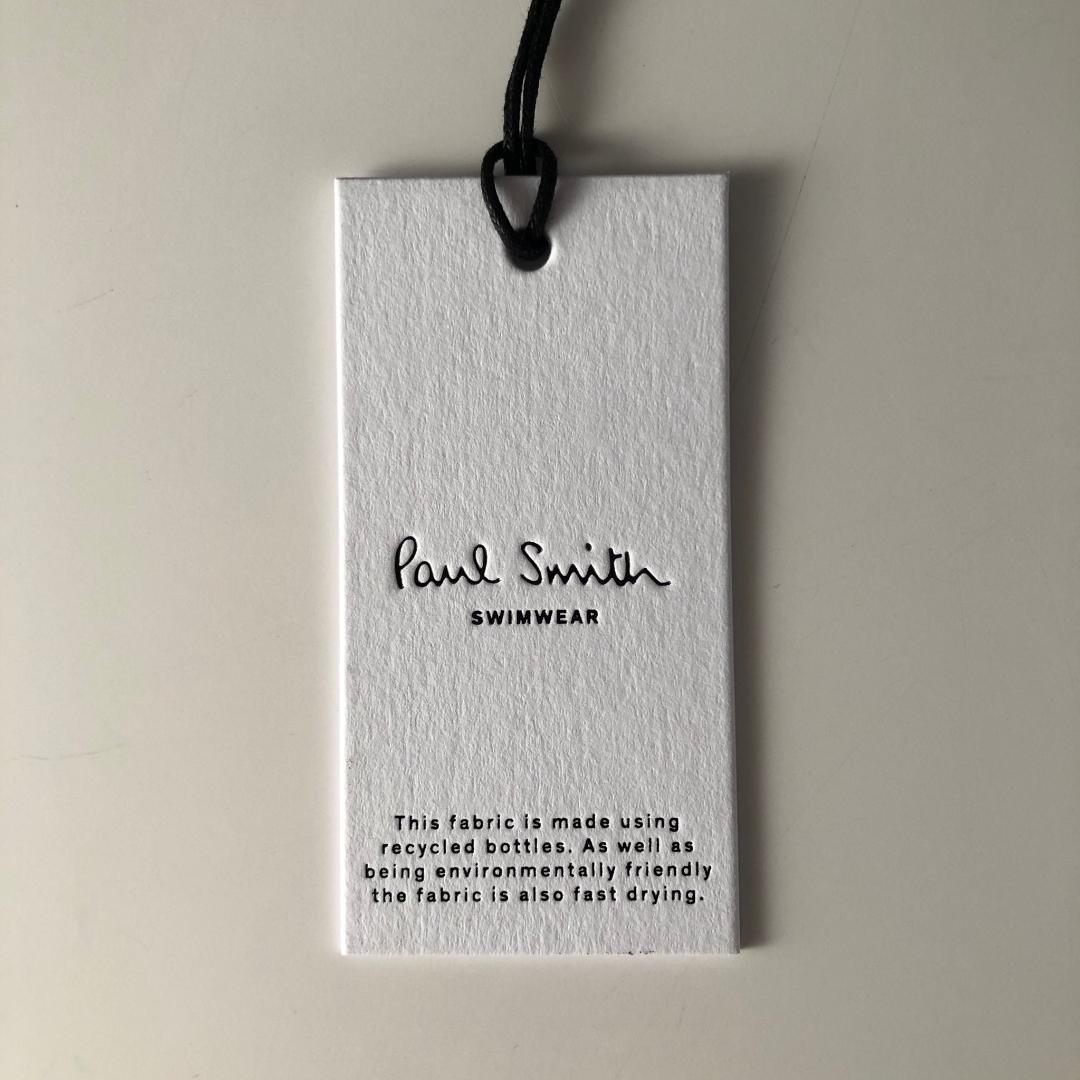 Paul Smith
SWIMWEAR
This fabric is made using
recycled bottles. As well as
being environmentally friendly
the fabric is also fast drying.